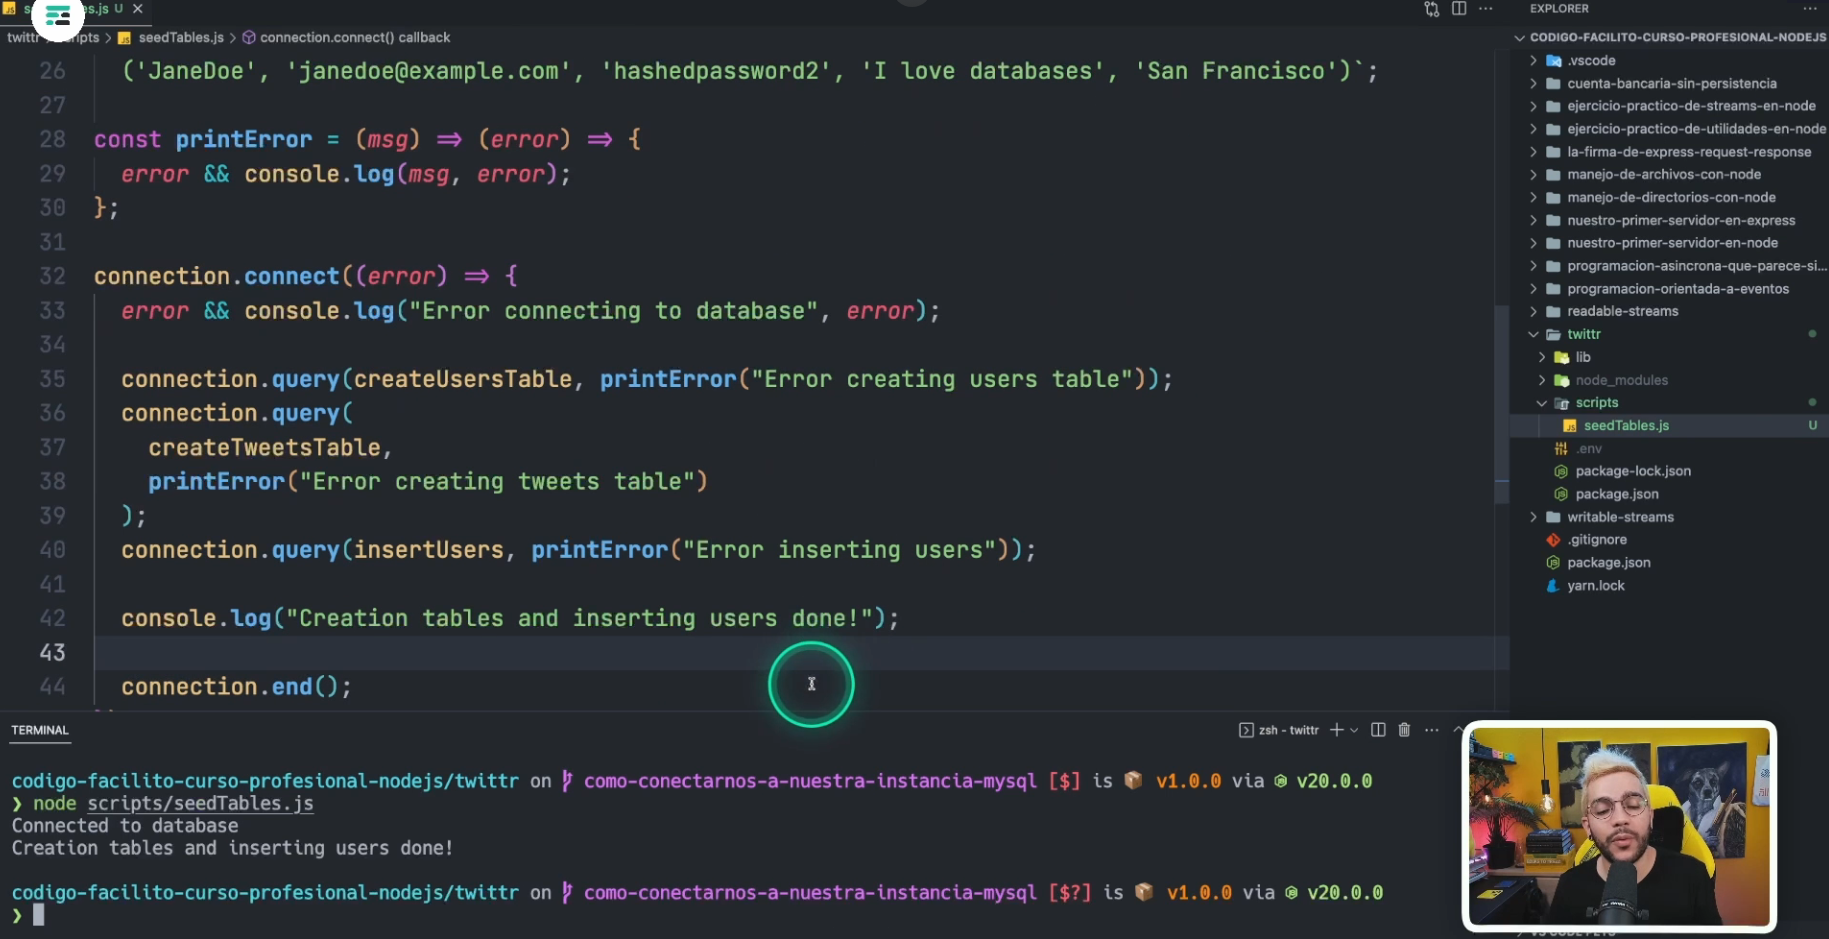 seedTables.js U
EXPLORER
twittr > scripts > seedTables.js > connection.connect() callback
26 ('JaneDoe', 'janedoe@example.com', 'hashedpassword2', 'I love databases', 'San Francisco')`;
27
28 const printError = (msg) => (error) => {
29 error && console.log(msg, error);
30 };
31
32 connection.connect((error) => {
33 error && console.log("Error connecting to database", error);
34
35 connection.query(createUsersTable, printError("Error creating users table"));
36 connection.query(
37 createTweetsTable,
38 printError("Error creating tweets table")
39 );
40 connection.query(insertUsers, printError("Error inserting users"));
41
42 console.log("Creation tables and inserting users done!");
43
44 connection.end();
CODIGO-FACILITO-CURSO-PROFESIONAL-NODEJS
.vscode
cuenta-bancaria-sin-persistencia
ejercicio-practico-de-streams-en-node
ejercicio-practico-de-utilidades-en-node
la-firma-de-express-request-response
manejo-de-archivos-con-node
manejo-de-directorios-con-node
nuestro-primer-servidor-en-express
nuestro-primer-servidor-en-node
programacion-asincrona-que-parece-si...
programacion-orientada-a-eventos
readable-streams
twittr
lib
node_modules
scripts
seedTables.js U
.env
package-lock.json
package.json
writable-streams
.gitignore
package.json
yarn.lock
TERMINAL
zsh - twittr
codigo-facilito-curso-profesional-nodejs/twittr on como-conectarnos-a-nuestra-instancia-mysql [$] is v1.0.0 via v20.0.0
❯ node scripts/seedTables.js
Connected to database
Creation tables and inserting users done!
codigo-facilito-curso-profesional-nodejs/twittr on como-conectarnos-a-nuestra-instancia-mysql [$?] is v1.0.0 via v20.0.0
❯